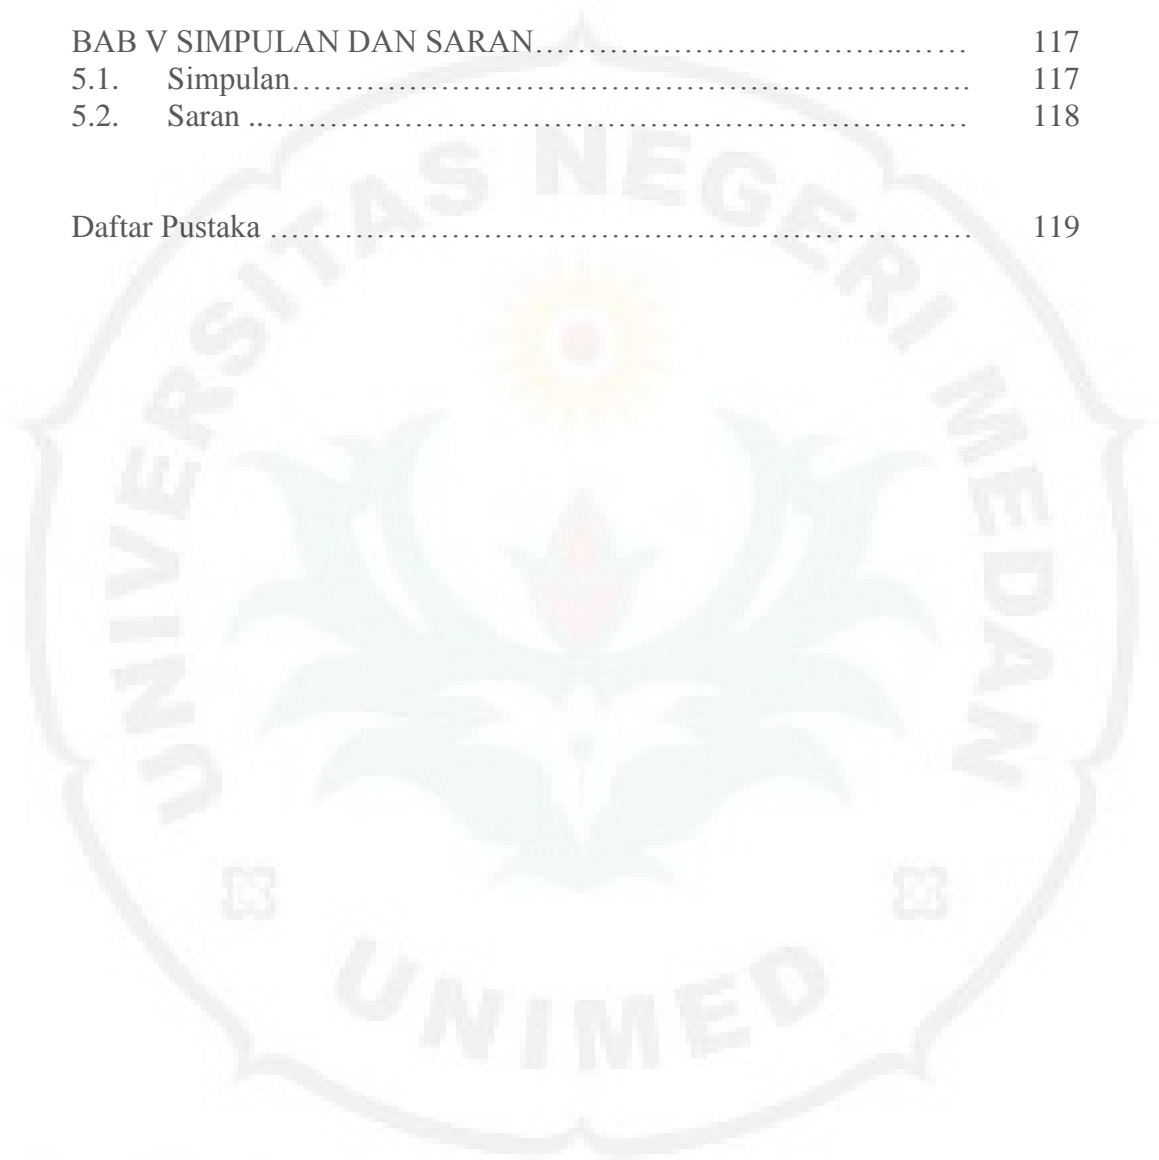 BAB V SIMPULAN DAN SARAN……………………………..…… 117
5.1. Simpulan………………………………………………………. 117
5.2. Saran ..………………………………………………………… 118
Daftar Pustaka ………………………………………………………… 119
UNIVERSITAS NEGERI MEDAN
UNIMED